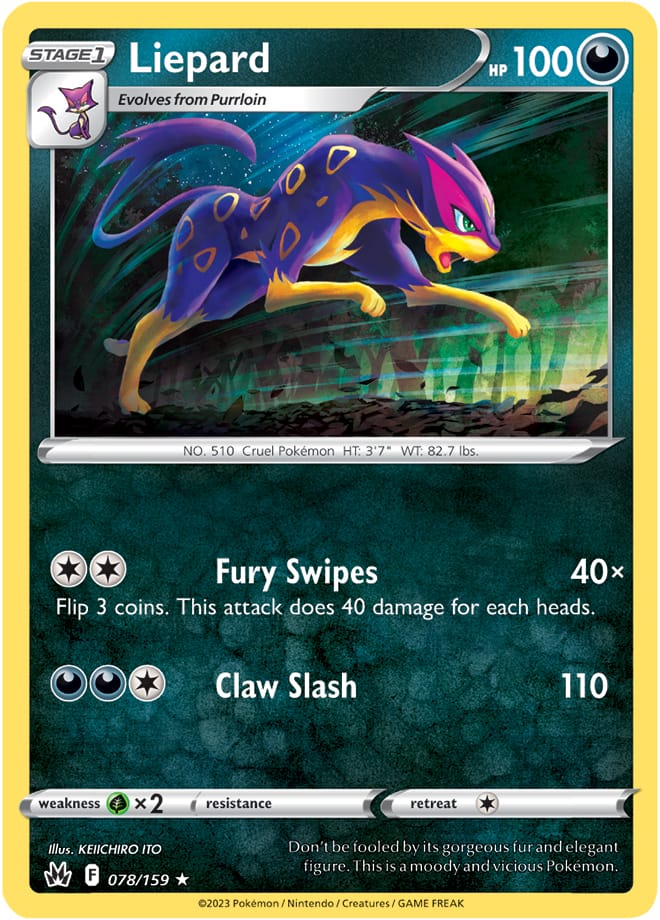 STAGE 1
Liepard
HP 100
Evolves from Purrloin
NO. 510 Cruel Pokémon HT: 3'7" WT: 82.7 lbs.
Fury Swipes 40×
Flip 3 coins. This attack does 40 damage for each heads.
Claw Slash 110
weakness ×2 resistance retreat
Illus. KEIICHIRO ITO
Don't be fooled by its gorgeous fur and elegant
figure. This is a moody and vicious Pokémon.
F 078/159 ★
©2023 Pokémon / Nintendo / Creatures / GAME FREAK